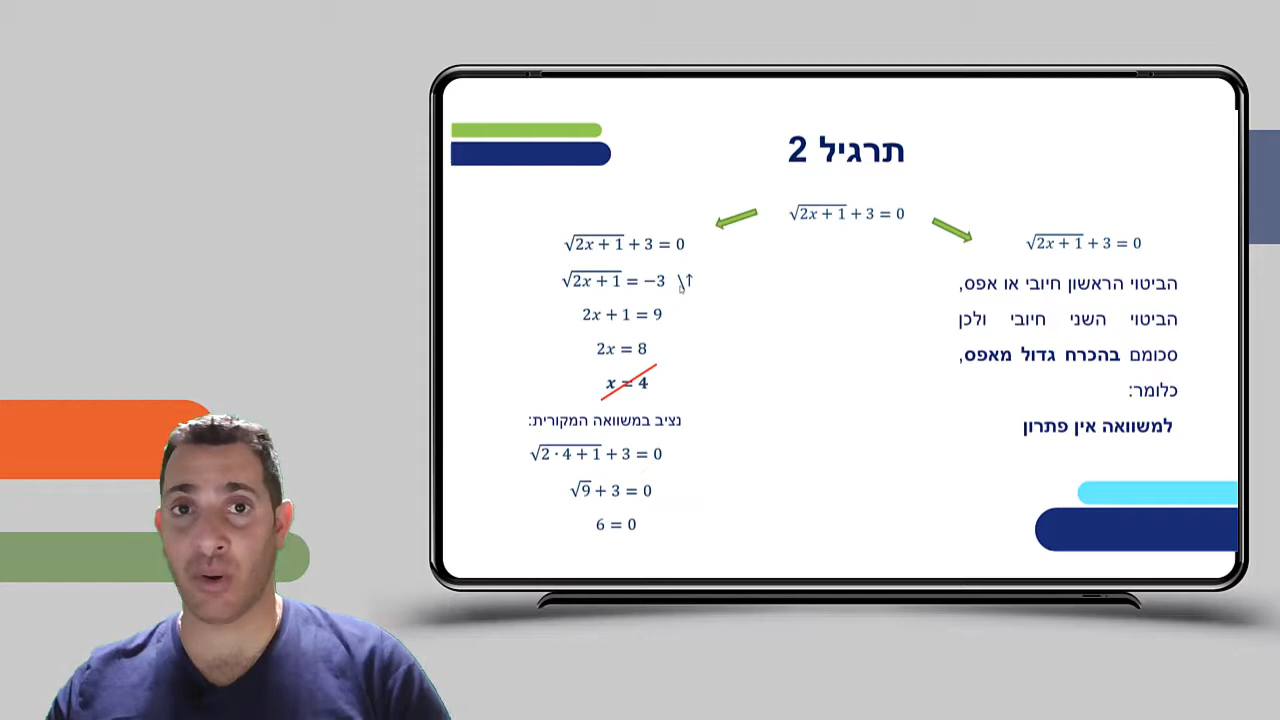 תרגיל 2
√(2x + 1) + 3 = 0
√(2x + 1) + 3 = 0
הביטוי הראשון חיובי או אפס,
הביטוי השני חיובי ולכן
סכומם בהכרח גדול מאפס,
כלומר:
למשוואה אין פתרון
√(2x + 1) + 3 = 0
√(2x + 1) = −3 \↑
2x + 1 = 9
2x = 8
x = 4
נציב במשוואה המקורית:
√(2 · 4 + 1) + 3 = 0
√9 + 3 = 0
6 = 0